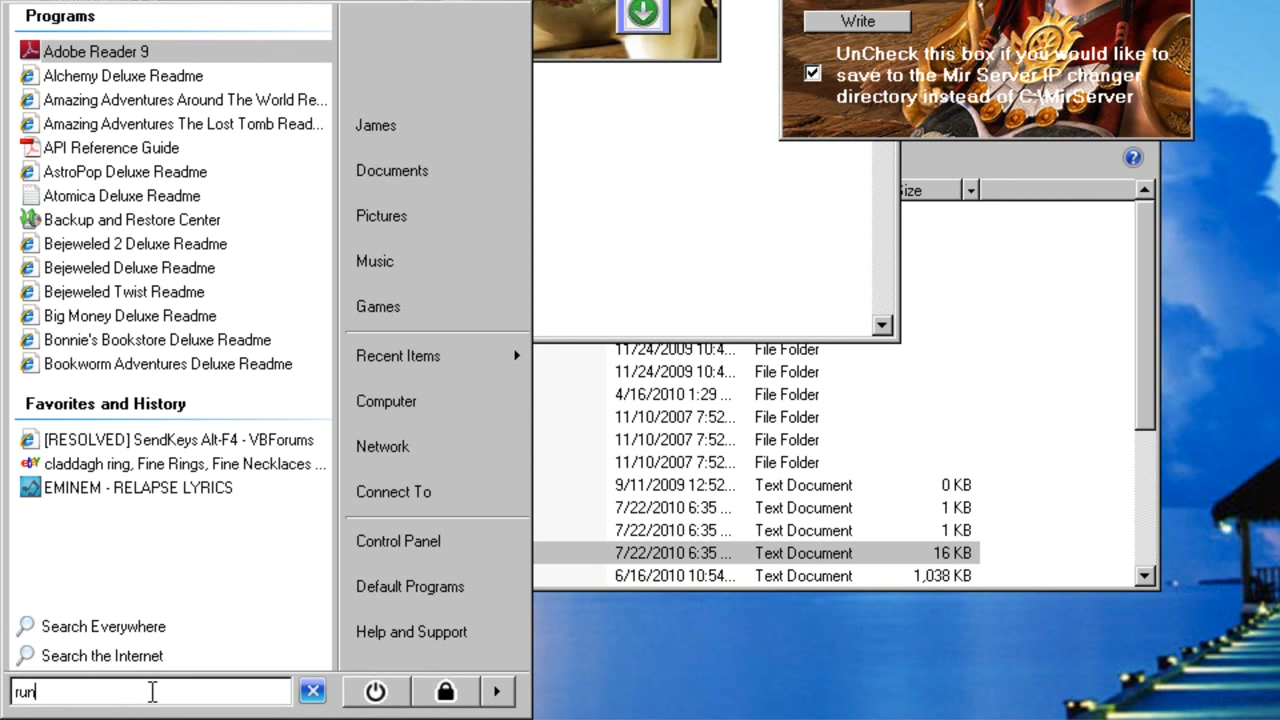 Programs
Adobe Reader 9
Alchemy Deluxe Readme
Amazing Adventures Around The World Re...
Amazing Adventures The Lost Tomb Read...
API Reference Guide
AstroPop Deluxe Readme
Atomica Deluxe Readme
Backup and Restore Center
Bejeweled 2 Deluxe Readme
Bejeweled Deluxe Readme
Bejeweled Twist Readme
Big Money Deluxe Readme
Bonnie's Bookstore Deluxe Readme
Bookworm Adventures Deluxe Readme
Favorites and History
[RESOLVED] SendKeys Alt-F4 - VBForums
claddagh ring, Fine Rings, Fine Necklaces ...
EMINEM - RELAPSE LYRICS
Search Everywhere
Search the Internet
run
James
Documents
Pictures
Music
Games
Recent Items
Computer
Network
Connect To
Control Panel
Default Programs
Help and Support
Write
UnCheck this box if you would like to
save to the Mir Server IP changer
directory instead of C:\MirServer
Size
11/24/2009 10:4... File Folder
11/24/2009 10:4... File Folder
4/16/2010 1:29 ... File Folder
11/10/2007 7:52... File Folder
11/10/2007 7:52... File Folder
11/10/2007 7:52... File Folder
9/11/2009 12:52... Text Document 0 KB
7/22/2010 6:35 ... Text Document 1 KB
7/22/2010 6:35 ... Text Document 1 KB
7/22/2010 6:35 ... Text Document 16 KB
6/16/2010 10:54... Text Document 1,038 KB